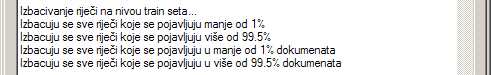 Izbacivanje riječi na nivou train seta...
Izbacuju se sve riječi koje se pojavljuju manje od 1%
Izbacuju se sve riječi koje se pojavljuju više od 99.5%
Izbacuju se sve riječi koje se pojavljuju u manje od 1% dokumenata
Izbacuju se sve riječi koje se pojavljuju u više od 99.5% dokumenata